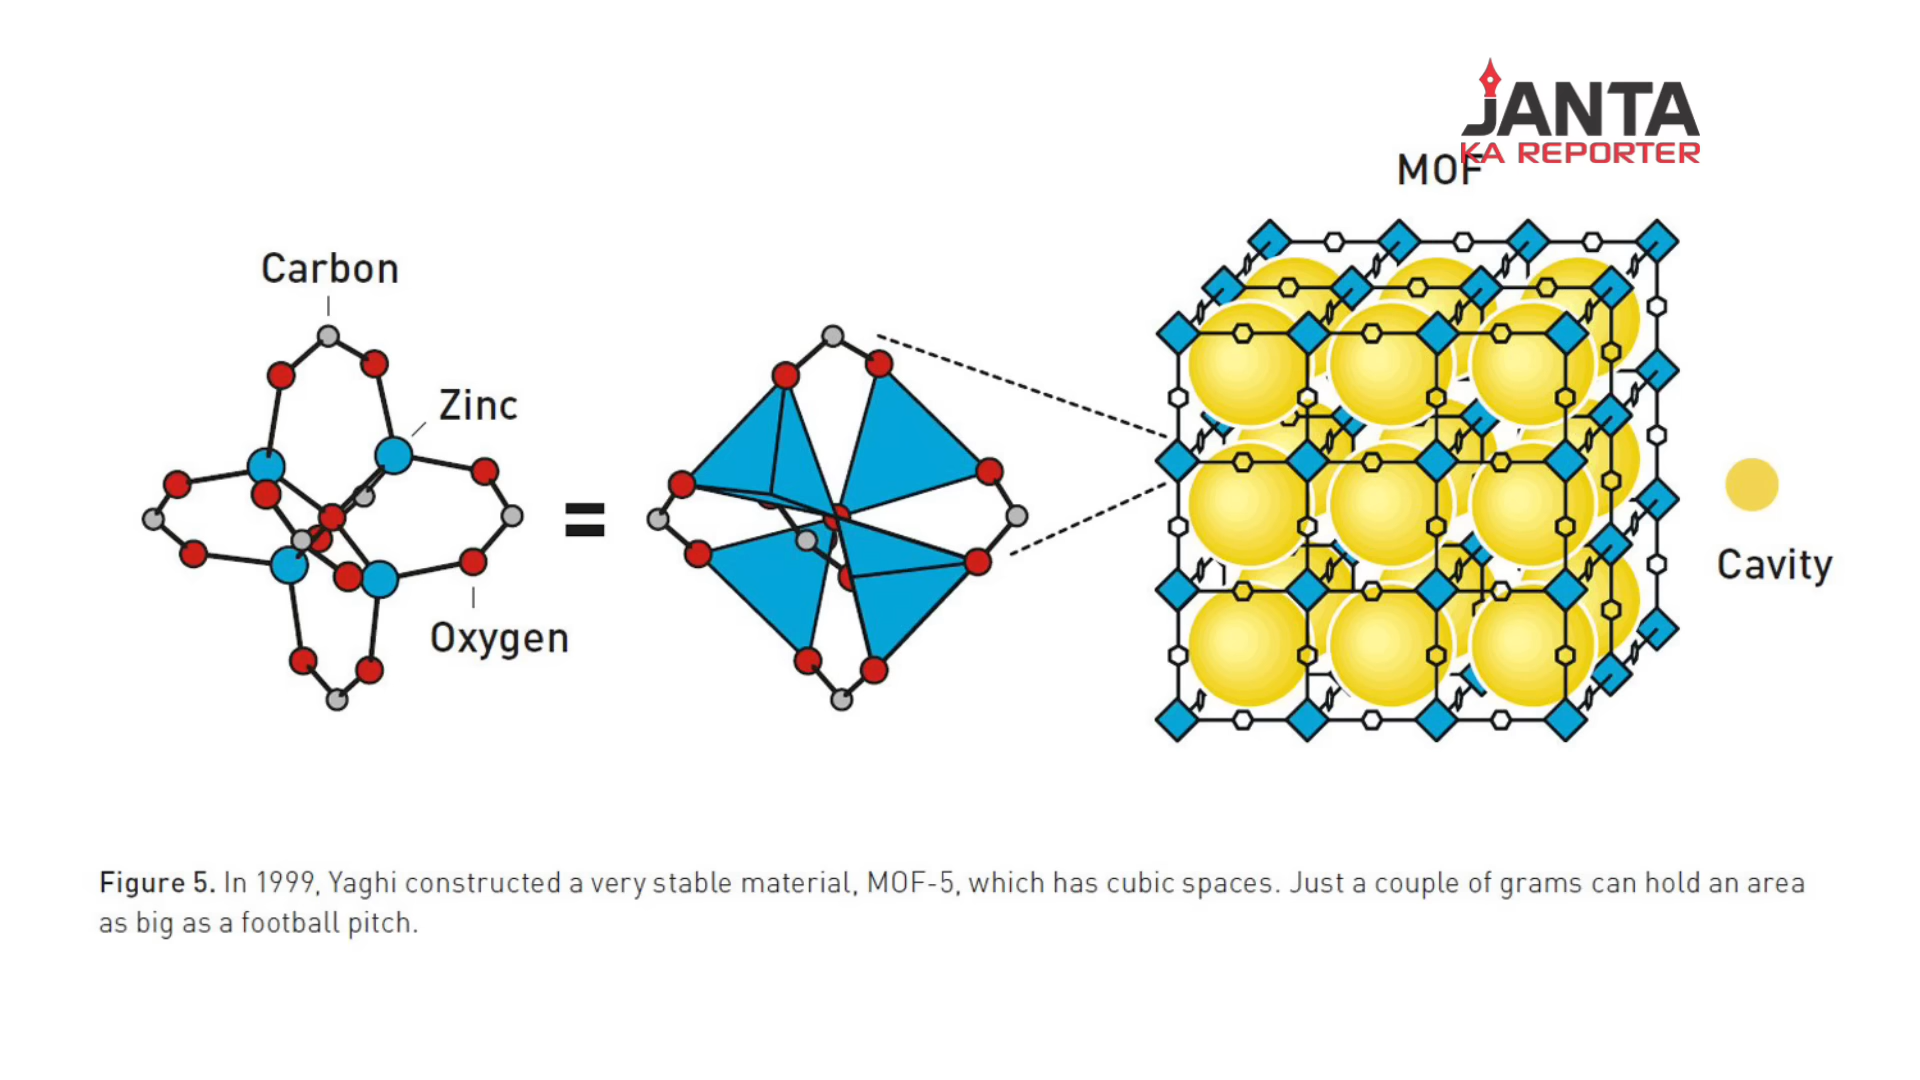 JANTA
KA REPORTER
MOF
Carbon
Zinc
Oxygen
=
Cavity
Figure 5. In 1999, Yaghi constructed a very stable material, MOF-5, which has cubic spaces. Just a couple of grams can hold an area
as big as a football pitch.